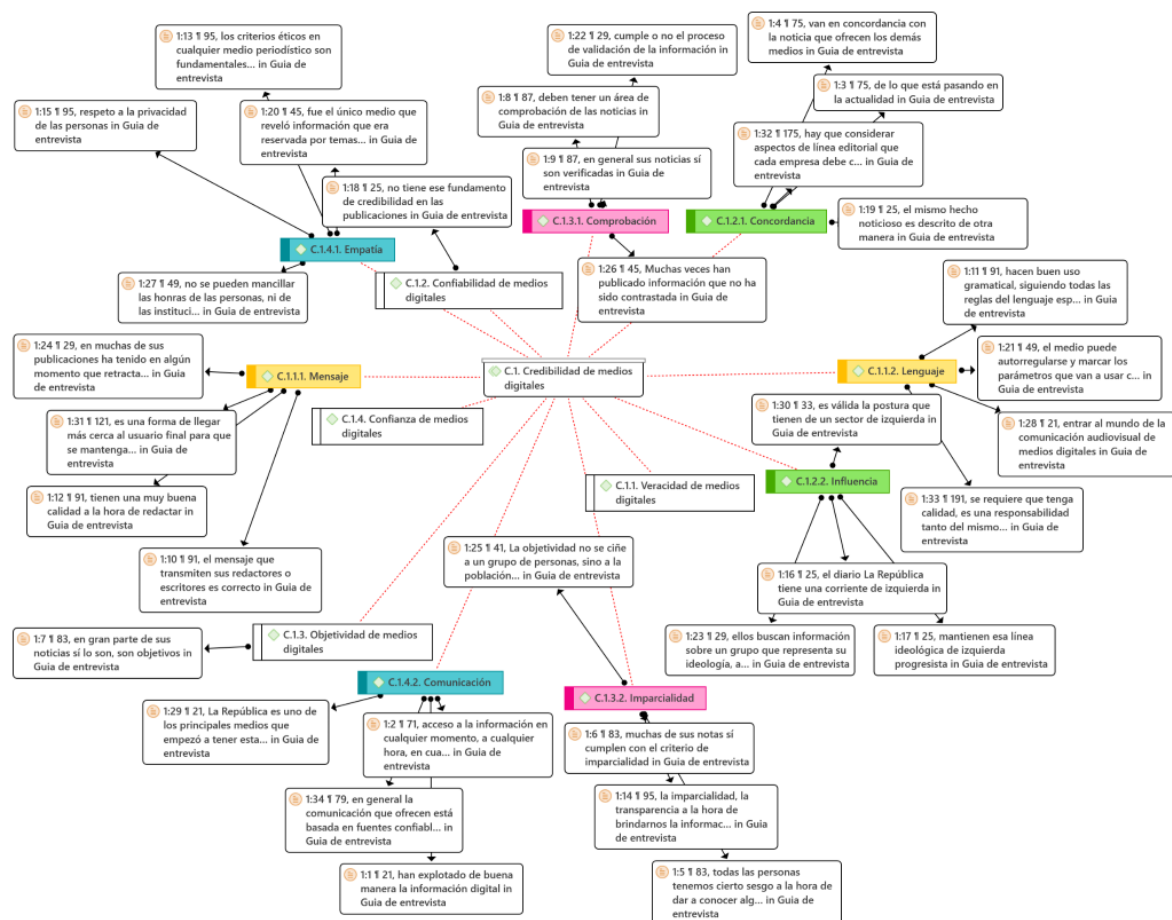 1:13 ¶ 95, los criterios éticos en
cualquier medio periodístico son
fundamentales... in Guia de
entrevista
1:15 ¶ 95, respeto a la privacidad
de las personas in Guia de
entrevista
1:20 ¶ 45, fue el único medio que
reveló información que era
reservada por temas... in Guia de
entrevista
1:18 ¶ 25, no tiene ese fundamento
de credibilidad en las
publicaciones in Guia de
entrevista
C.1.4.1. Empatía
1:27 ¶ 49, no se pueden mancillar
las honras de las personas, ni de
las instituci... in Guia de
entrevista
C.1.2. Confiabilidad de medios
digitales
1:22 ¶ 29, cumple o no el proceso
de validación de la información in
Guia de entrevista
1:8 ¶ 87, deben tener un área de
comprobación de las noticias in
Guia de entrevista
1:9 ¶ 87, en general sus noticias sí
son verificadas in Guia de
entrevista
C.1.3.1. Comprobación
1:26 ¶ 45, Muchas veces han
publicado información que no ha
sido contrastada in Guia de
entrevista
1:4 ¶ 75, van en concordancia con
la noticia que ofrecen los demás
medios in Guia de entrevista
1:3 ¶ 75, de lo que está pasando en
la actualidad in Guia de
entrevista
1:32 ¶ 175, hay que considerar
aspectos de línea editorial que
cada empresa debe c... in Guia de
entrevista
C.1.2.1. Concordancia
1:19 ¶ 25, el mismo hecho
noticioso es descrito de otra
manera in Guia de entrevista
1:11 ¶ 91, hacen buen uso
gramatical, siguiendo todas las
reglas del lenguaje esp... in Guia
de entrevista
1:24 ¶ 29, en muchas de sus
publicaciones ha tenido en algún
momento que retracta... in Guia
de entrevista
C.1.1.1. Mensaje
C.1. Credibilidad de medios
digitales
C.1.1.2. Lenguaje
1:21 ¶ 49, el medio puede
autorregularse y marcar los
parámetros que van a usar c...
in Guia de entrevista
1:31 ¶ 121, es una forma de llegar
más cerca al usuario final para que
se mantenga... in Guia de
entrevista
C.1.4. Confianza de medios
digitales
1:30 ¶ 33, es válida la postura que
tienen de un sector de izquierda in
Guia de entrevista
1:28 ¶ 21, entrar al mundo de la
comunicación audiovisual de
medios digitales in Guia de
entrevista
1:12 ¶ 91, tienen una muy buena
calidad a la hora de redactar in
Guia de entrevista
C.1.1. Veracidad de medios
digitales
C.1.2.2. Influencia
1:33 ¶ 191, se requiere que tenga
calidad, es una responsabilidad
tanto del mismo... in Guia de
entrevista
1:10 ¶ 91, el mensaje que
transmiten sus redactores o
escritores es correcto in Guia de
entrevista
1:25 ¶ 41, La objetividad no se ciñe
a un grupo de personas, sino a la
población... in Guia de entrevista
1:16 ¶ 25, el diario La República
tiene una corriente de izquierda in
Guia de entrevista
1:7 ¶ 83, en gran parte de sus
noticias sí lo son, son objetivos in
Guia de entrevista
C.1.3. Objetividad de medios
digitales
1:23 ¶ 29, ellos buscan información
sobre un grupo que representa su
ideología, a... in Guia de entrevista
1:17 ¶ 25, mantienen esa línea
ideológica de izquierda
progresista in Guia de entrevista
C.1.4.2. Comunicación
C.1.3.2. Imparcialidad
1:29 ¶ 21, La República es uno de
los principales medios que
empezó a tener esta... in Guia de
entrevista
1:2 ¶ 71, acceso a la información en
cualquier momento, a cualquier
hora, en cua... in Guia de
entrevista
1:6 ¶ 83, muchas de sus notas sí
cumplen con el criterio de
imparcialidad in Guia de entrevista
1:34 ¶ 79, en general la
comunicación que ofrecen está
basada en fuentes confiabl... in
Guia de entrevista
1:14 ¶ 95, la imparcialidad, la
transparencia a la hora de
brindarnos la informac... in Guia
de entrevista
1:1 ¶ 21, han explotado de buena
manera la información digital in
Guia de entrevista
1:5 ¶ 83, todas las personas
tenemos cierto sesgo a la hora de
dar a conocer alg... in Guia de
entrevista